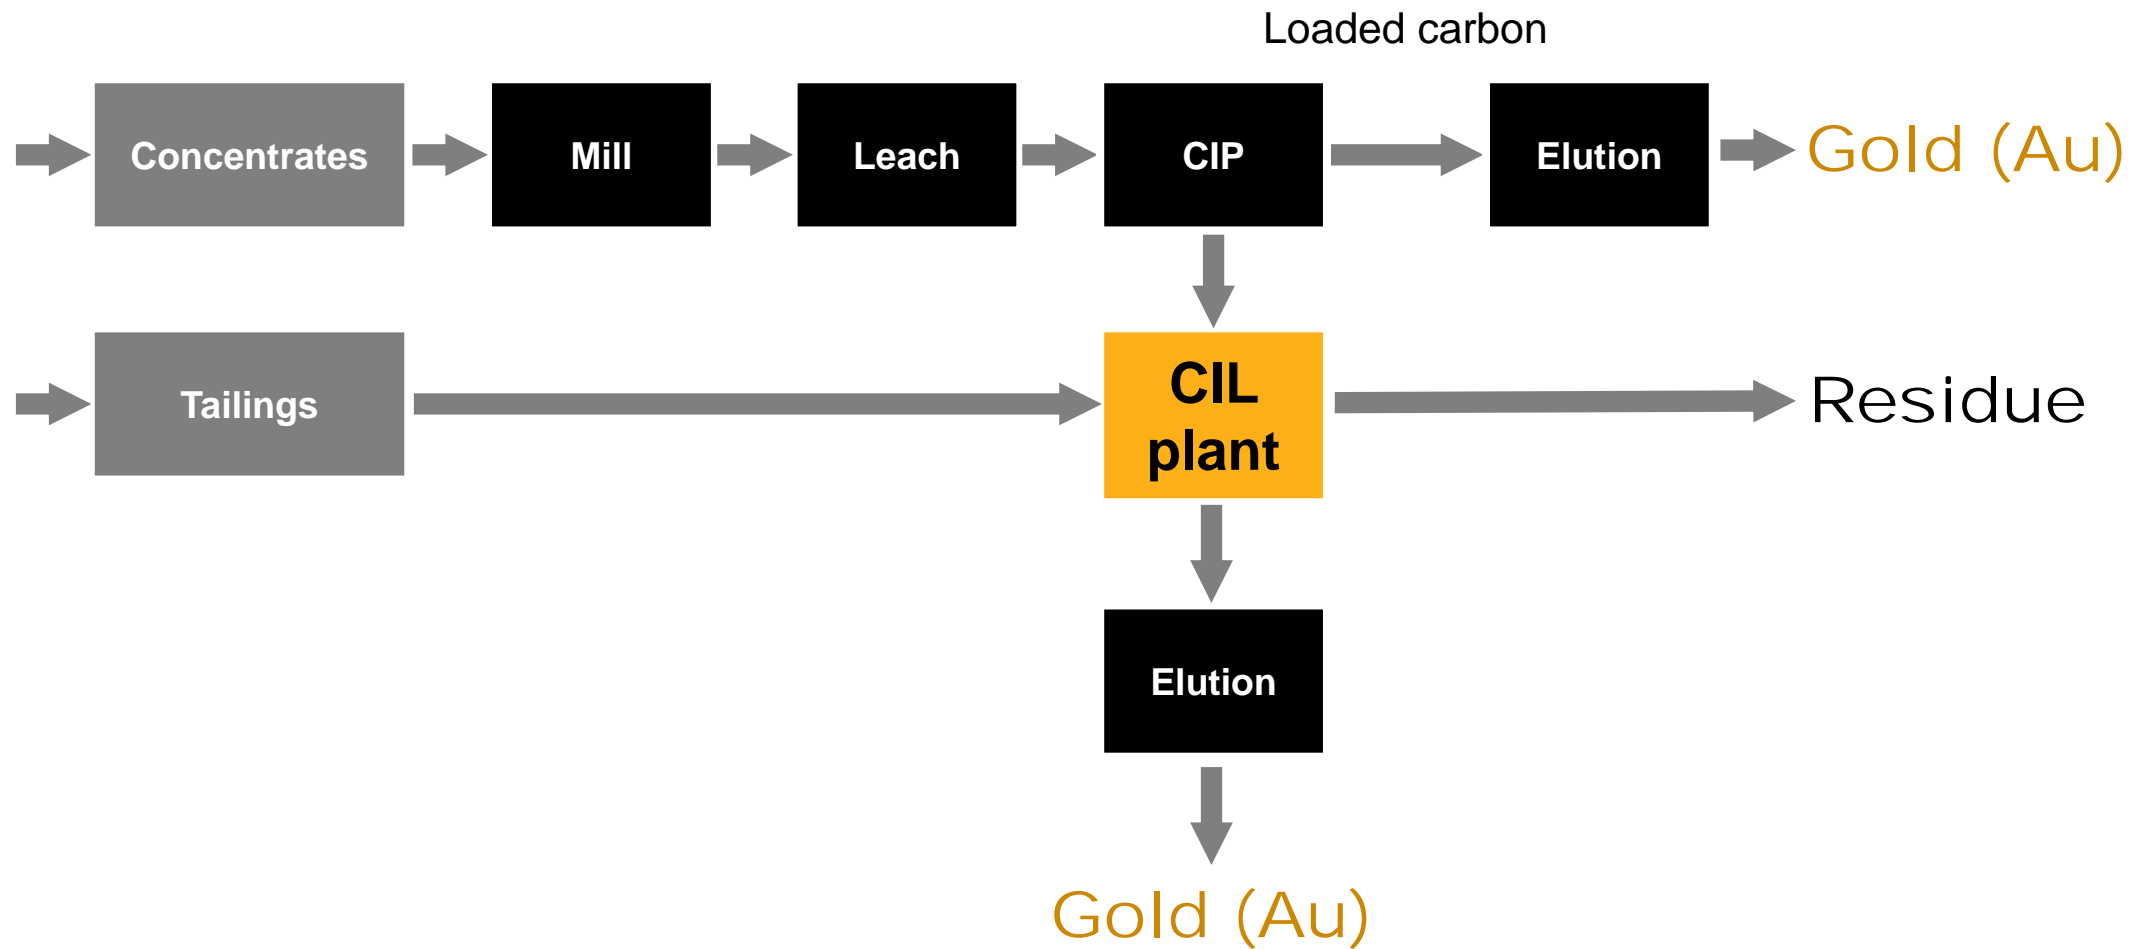 Loaded carbon
Concentrates
Mill
Leach
CIP
Elution
Gold (Au)
Tailings
CIL
plant
Residue
Elution
Gold (Au)